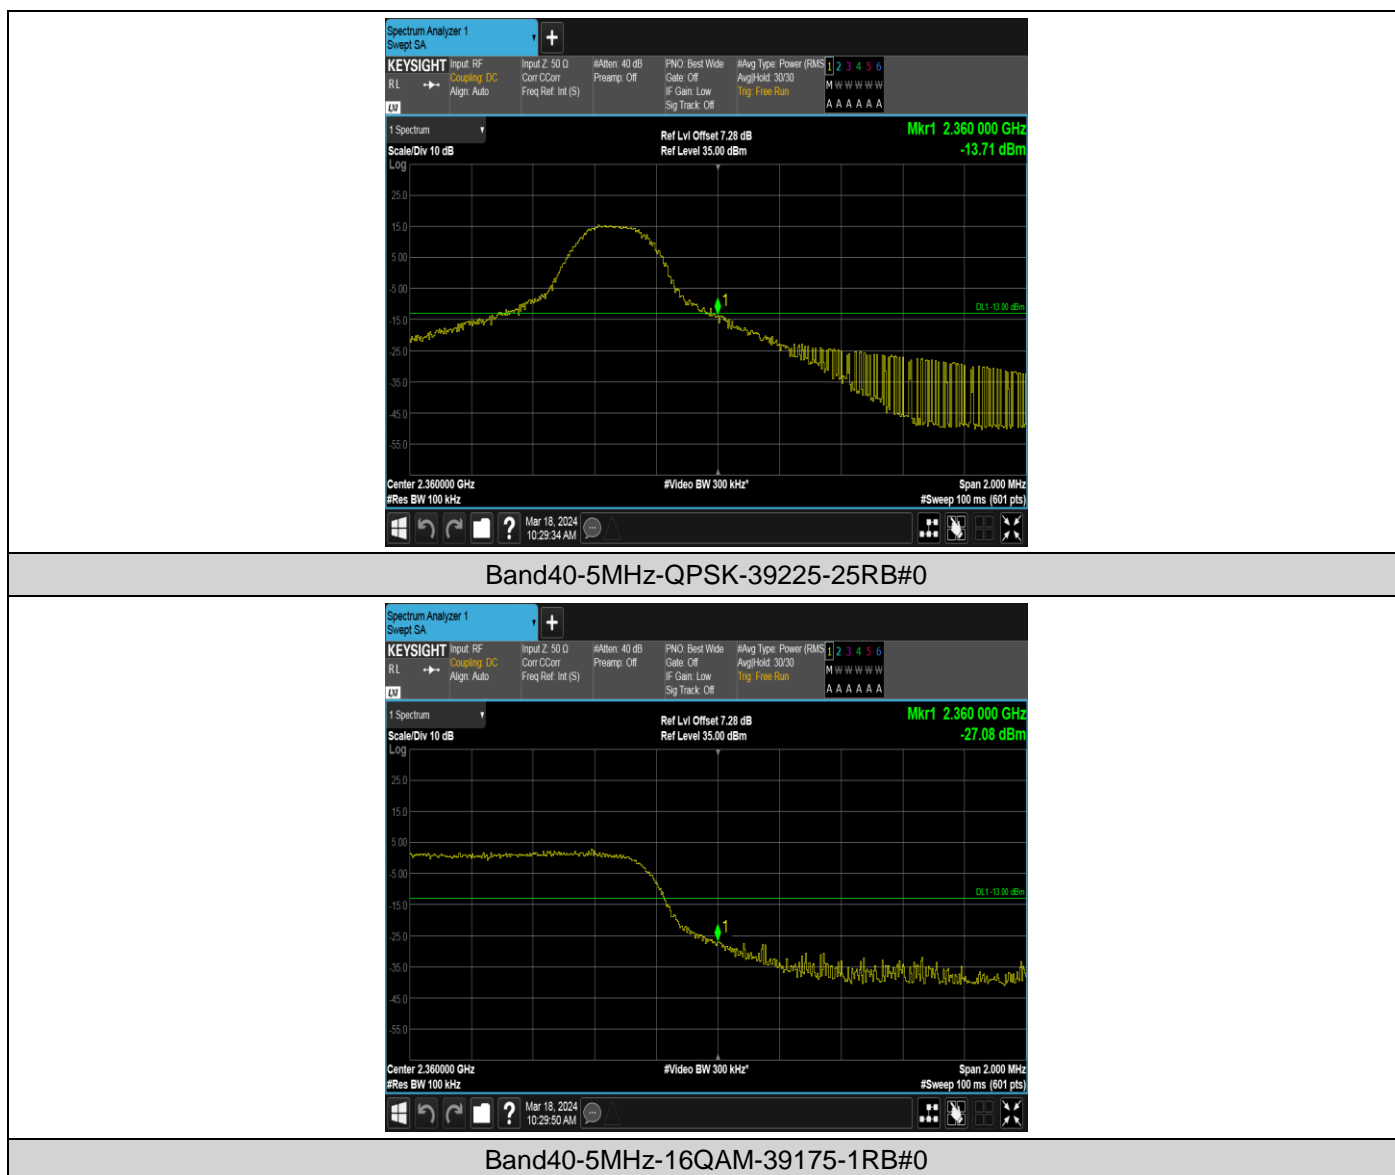 Spectrum Analyzer 1
Swept SA
+
KEYSIGHT Input: RF Input Z: 50 Ω #Atten: 40 dB PNO: Best Wide #Avg Type: Power (RMS 1 2 3 4 5 6
RL Coupling: DC Corr CCorr Preamp: Off Gate: Off Avg|Hold: 30/30 M W W W W W
Align: Auto Freq Ref: Int (S) IF Gain: Low Trig: Free Run
LXI Sig Track: Off A A A A A A
1 Spectrum Ref Lvl Offset 7.28 dB Mkr1 2.360 000 GHz
Scale/Div 10 dB Ref Level 35.00 dBm -13.71 dBm
Log
25.0
15.0
5.00
-5.00
1
DL1 -13.00 dBm
-15.0
-25.0
-35.0
-45.0
-55.0
Center 2.360000 GHz #Video BW 300 kHz* Span 2.000 MHz
#Res BW 100 kHz #Sweep 100 ms (601 pts)
? Mar 18, 2024
10:29:34 AM
Band40-5MHz-QPSK-39225-25RB#0
Spectrum Analyzer 1
Swept SA
+
KEYSIGHT Input: RF Input Z: 50 Ω #Atten: 40 dB PNO: Best Wide #Avg Type: Power (RMS 1 2 3 4 5 6
RL Coupling: DC Corr CCorr Preamp: Off Gate: Off Avg|Hold: 30/30 M W W W W W
Align: Auto Freq Ref: Int (S) IF Gain: Low Trig: Free Run
LXI Sig Track: Off A A A A A A
1 Spectrum Ref Lvl Offset 7.28 dB Mkr1 2.360 000 GHz
Scale/Div 10 dB Ref Level 35.00 dBm -27.08 dBm
Log
25.0
15.0
5.00
-5.00
DL1 -13.00 dBm
-15.0
1
-25.0
-35.0
-45.0
-55.0
Center 2.360000 GHz #Video BW 300 kHz* Span 2.000 MHz
#Res BW 100 kHz #Sweep 100 ms (601 pts)
? Mar 18, 2024
10:29:50 AM
Band40-5MHz-16QAM-39175-1RB#0